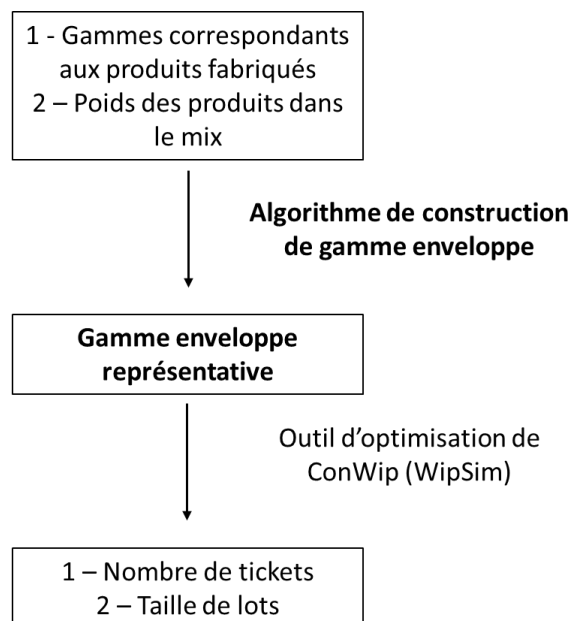 1 - Gammes correspondants
aux produits fabriqués
2 – Poids des produits dans
le mix
Algorithme de construction
de gamme enveloppe
Gamme enveloppe
représentative
Outil d’optimisation de
ConWip (WipSim)
1 – Nombre de tickets
2 – Taille de lots